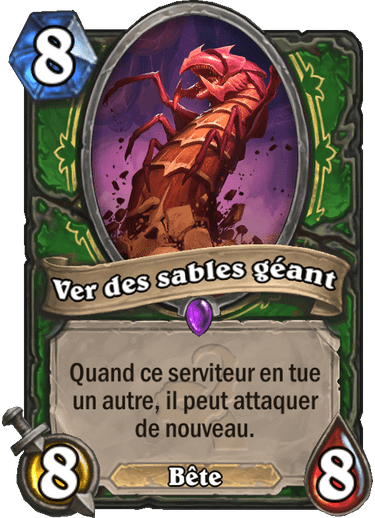 8
Ver des sables géant
Quand ce serviteur en tue
un autre, il peut attaquer
de nouveau.
8
Bête
8